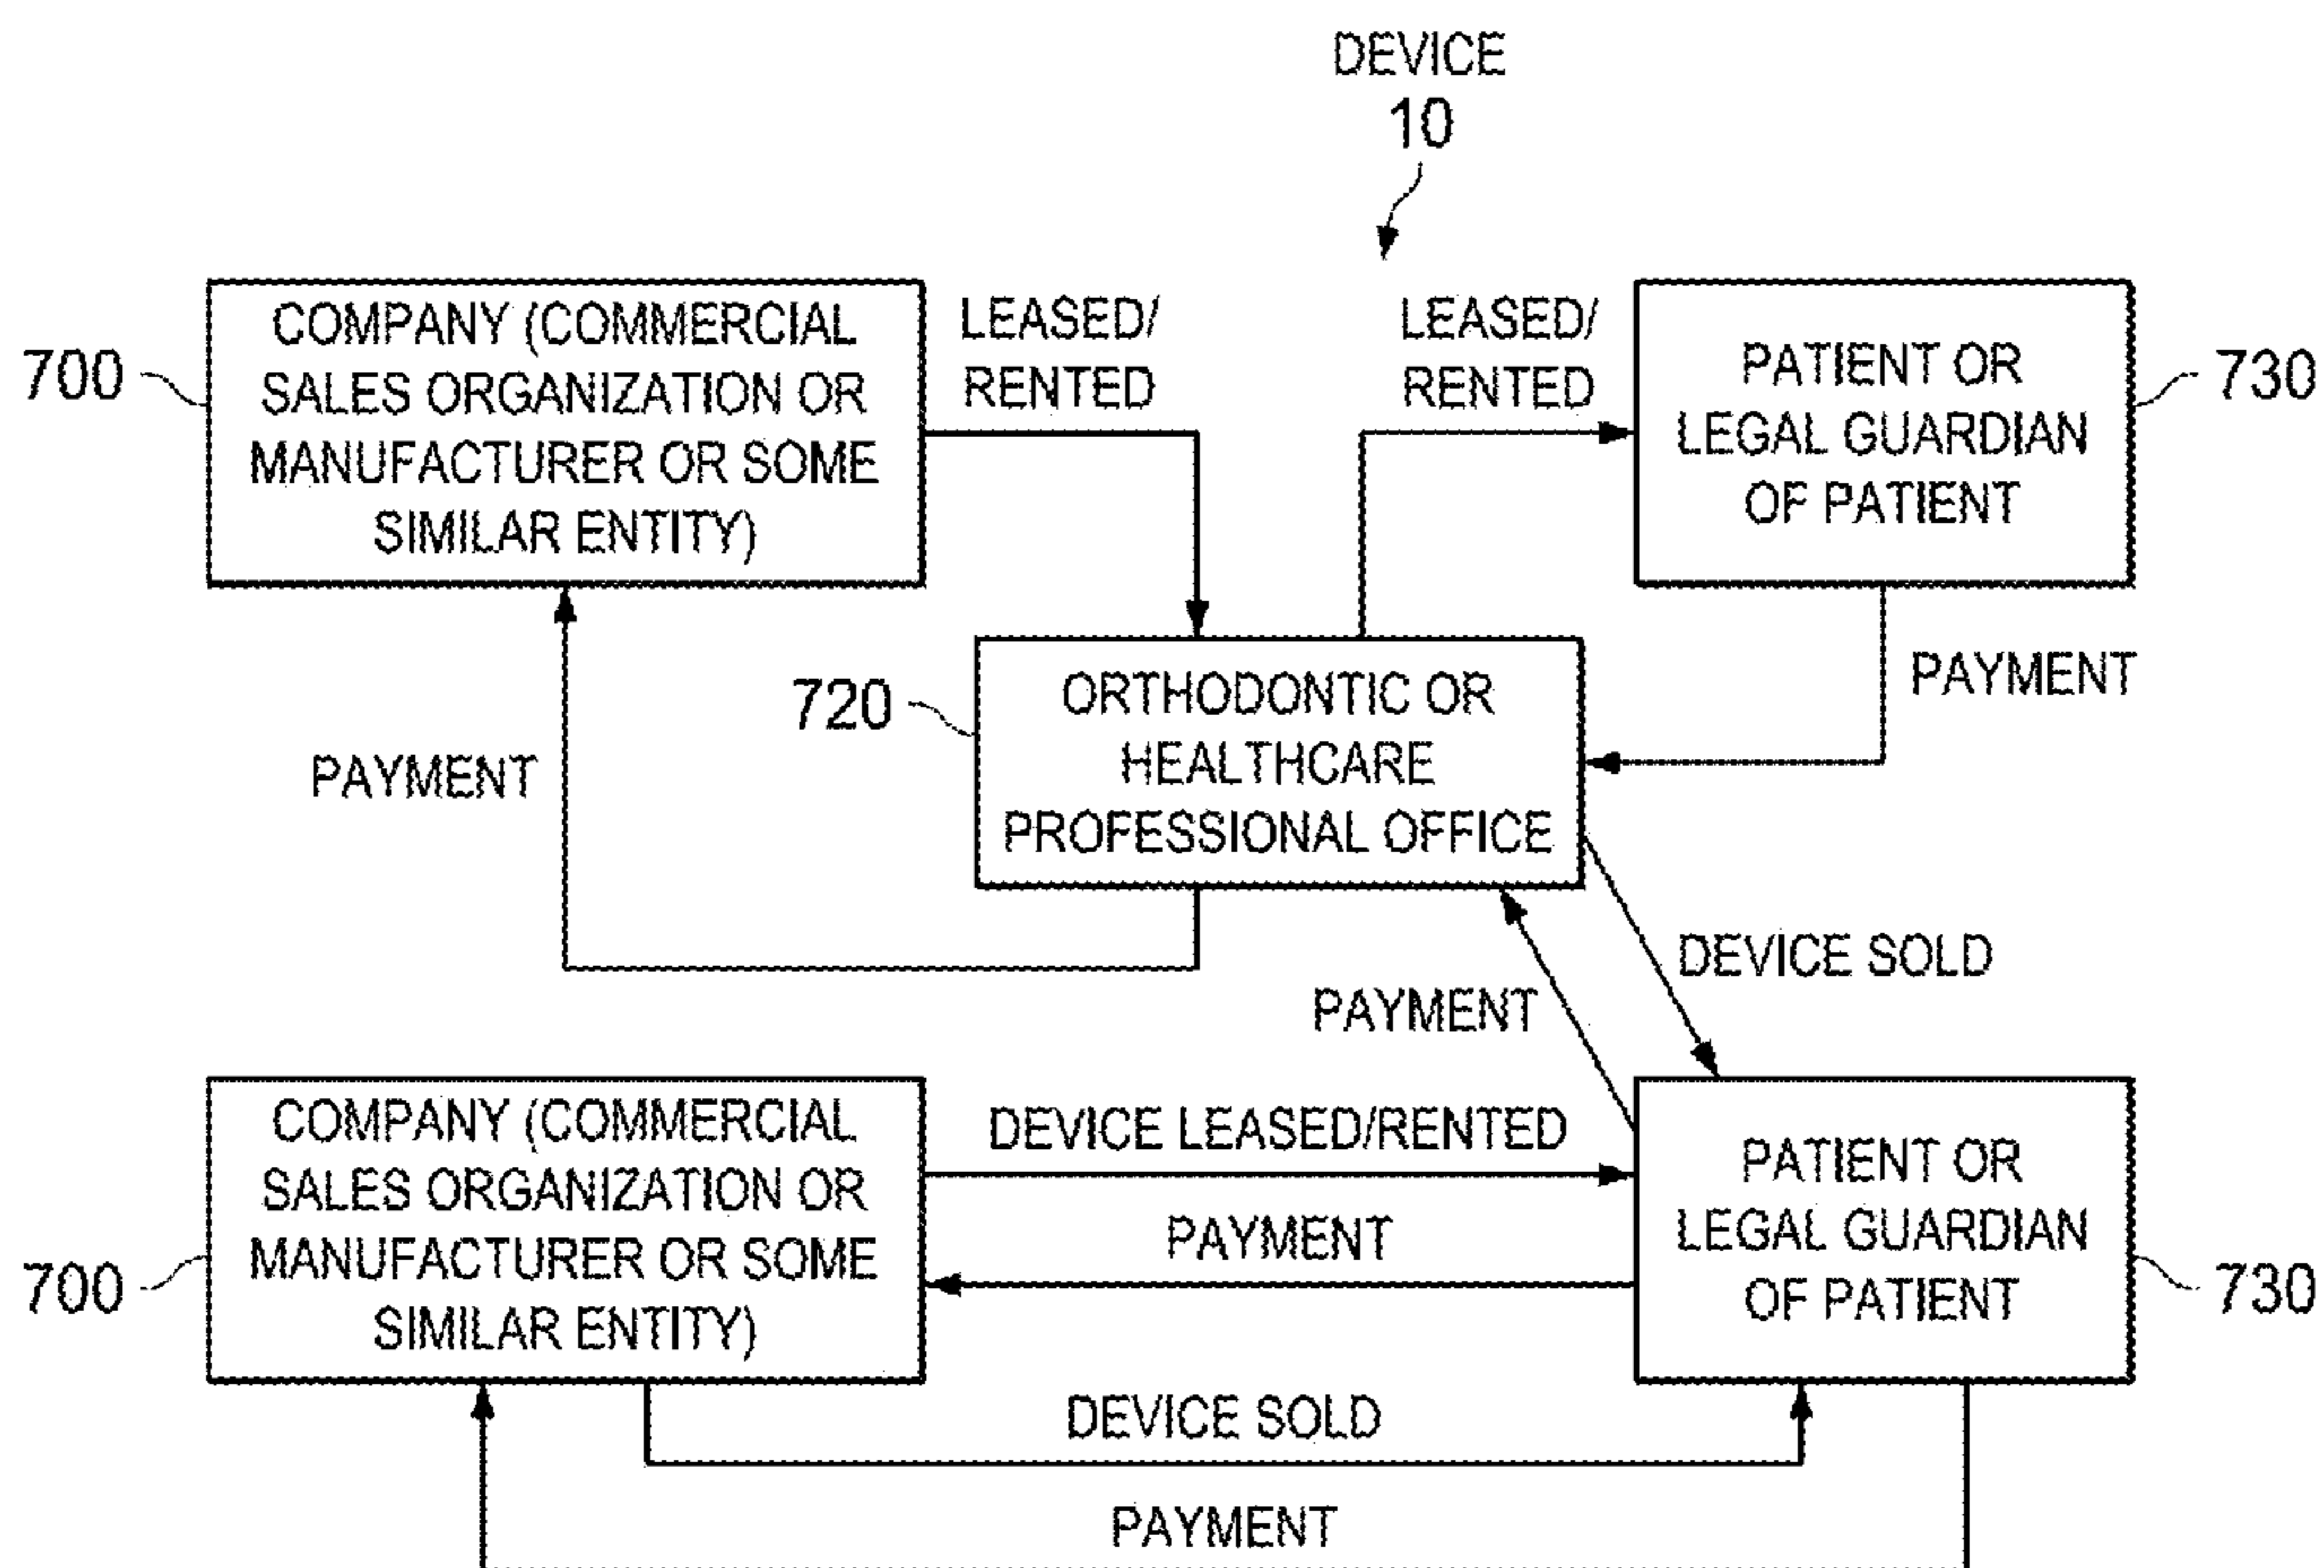 DEVICE
10
COMPANY (COMMERCIAL
SALES ORGANIZATION OR
MANUFACTURER OR SOME
SIMILAR ENTITY)
700
LEASED/
RENTED
LEASED/
RENTED
PATIENT OR
LEGAL GUARDIAN
OF PATIENT
730
PAYMENT
720
ORTHODONTIC OR
HEALTHCARE
PROFESSIONAL OFFICE
PAYMENT
DEVICE SOLD
PAYMENT
COMPANY (COMMERCIAL
SALES ORGANIZATION OR
MANUFACTURER OR SOME
SIMILAR ENTITY)
700
DEVICE LEASED/RENTED
PAYMENT
PATIENT OR
LEGAL GUARDIAN
OF PATIENT
730
DEVICE SOLD
PAYMENT